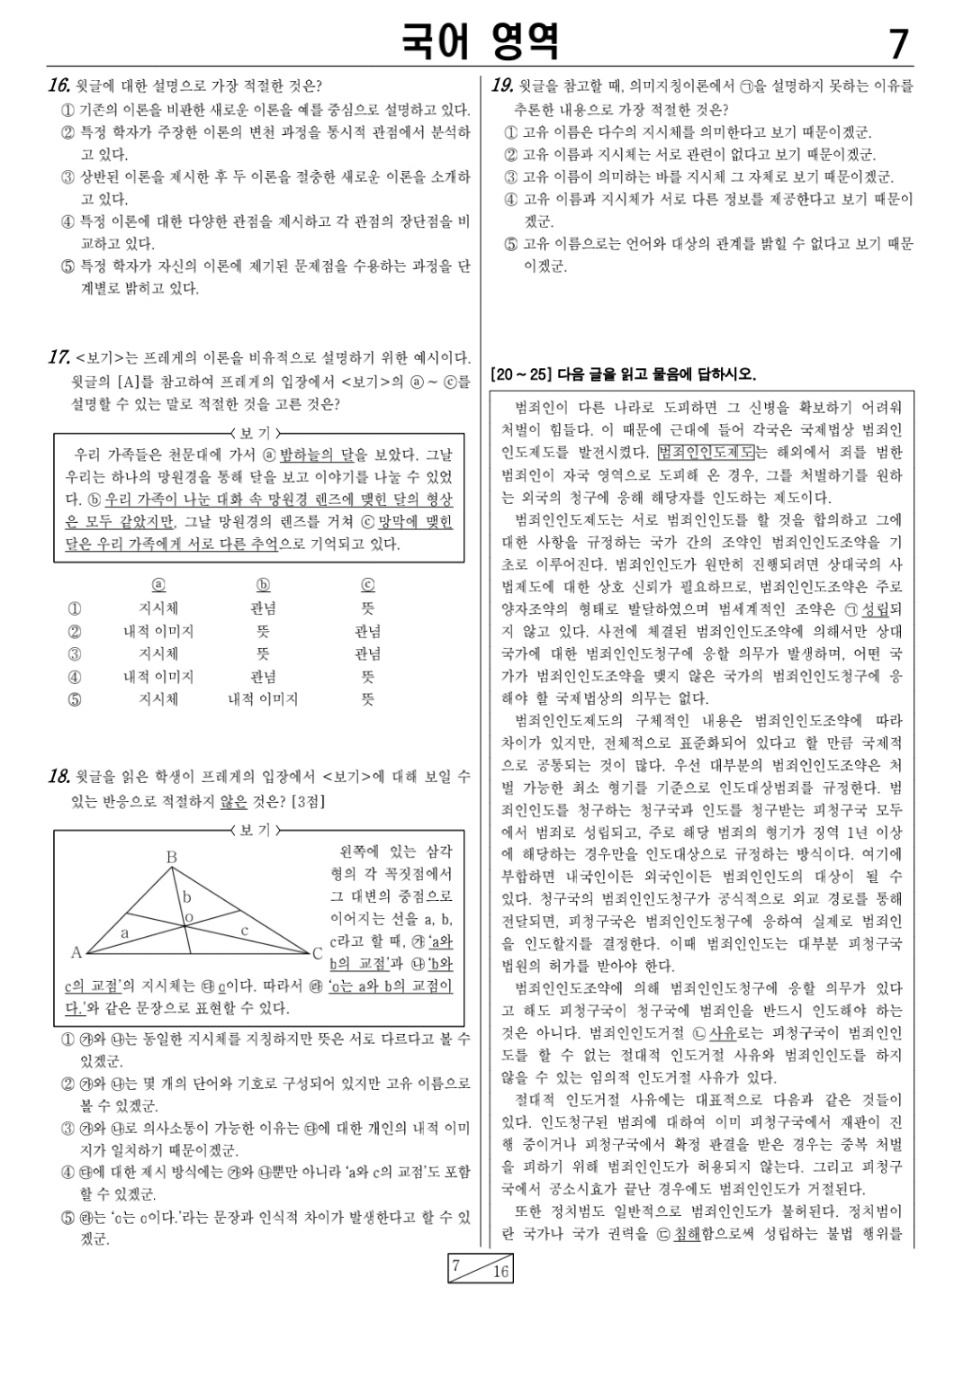 국어 영역
7
16. 윗글에 대한 설명으로 가장 적절한 것은?
① 기존의 이론을 비판한 새로운 이론을 예를 중심으로 설명하고 있다.
② 특정 학자가 주장한 이론의 변천 과정을 통시적 관점에서 분석하
고 있다.
③ 상반된 이론을 제시한 후 두 이론을 절충한 새로운 이론을 소개하
고 있다.
④ 특정 이론에 대한 다양한 관점을 제시하고 각 관점의 장단점을 비
교하고 있다.
⑤ 특정 학자가 자신의 이론에 제기된 문제점을 수용하는 과정을 단
계별로 밝히고 있다.
17. <보기>는 프레게의 이론을 비유적으로 설명하기 위한 예시이다.
윗글의 [A]를 참고하여 프레게의 입장에서 <보기>의 ⓐ~ⓒ를
설명할 수 있는 말로 적절한 것을 고른 것은?
<보 기>
우리 가족들은 천문대에 가서 ⓐ 밤하늘의 달을 보았다. 그날
우리는 하나의 망원경을 통해 달을 보고 이야기를 나눌 수 있었
다. ⓑ 우리 가족이 나눈 대화 속 망원경 렌즈에 맺힌 달의 형상
은 모두 같았지만, 그날 망원경의 렌즈를 거쳐 ⓒ 망막에 맺힌
달은 우리 가족에게 서로 다른 추억으로 기억되고 있다.
ⓐ ⓑ ⓒ
① 지시체 관념 뜻
② 내적 이미지 뜻 관념
③ 지시체 뜻 관념
④ 내적 이미지 관념 뜻
⑤ 지시체 내적 이미지 뜻
18. 윗글을 읽은 학생이 프레게의 입장에서 <보기>에 대해 보일 수
있는 반응으로 적절하지 않은 것은? [3점]
<보 기>
B
b
o
a
c
A
C
왼쪽에 있는 삼각
형의 각 꼭짓점에서
그 대변의 중점으로
이어지는 선을 a, b,
c라고 할 때, ㉮ ‘a와
b의 교점’과 ㉯ ‘b와
c의 교점’의 지시체는 ㉰ o이다. 따라서 ㉱ ‘o는 a와 b의 교점이
다.’와 같은 문장으로 표현할 수 있다.
① ㉮와 ㉯는 동일한 지시체를 지칭하지만 뜻은 서로 다르다고 볼 수
있겠군.
② ㉮와 ㉯는 몇 개의 단어와 기호로 구성되어 있지만 고유 이름으로
볼 수 있겠군.
③ ㉮와 ㉯로 의사소통이 가능한 이유는 ㉰에 대한 개인의 내적 이미
지가 일치하기 때문이겠군.
④ ㉰에 대한 제시 방식에는 ㉮와 ㉯뿐만 아니라 ‘a와 c의 교점’도 포함
할 수 있겠군.
⑤ ㉱는 ‘o는 o이다.’라는 문장과 인식적 차이가 발생한다고 할 수 있
겠군.
19. 윗글을 참고할 때, 의미지칭이론에서 ㉠을 설명하지 못하는 이유를
추론한 내용으로 가장 적절한 것은?
① 고유 이름은 다수의 지시체를 의미한다고 보기 때문이겠군.
② 고유 이름과 지시체는 서로 관련이 없다고 보기 때문이겠군.
③ 고유 이름이 의미하는 바를 지시체 그 자체로 보기 때문이겠군.
④ 고유 이름과 지시체가 서로 다른 정보를 제공한다고 보기 때문이
겠군.
⑤ 고유 이름으로는 언어와 대상의 관계를 밝힐 수 없다고 보기 때문
이겠군.
[20 ~ 25] 다음 글을 읽고 물음에 답하시오.
범죄인이 다른 나라로 도피하면 그 신병을 확보하기 어려워
처벌이 힘들다. 이 때문에 근대에 들어 각국은 국제법상 범죄인
인도제도를 발전시켰다. 범죄인인도제도는 해외에서 죄를 범한
범죄인이 자국 영역으로 도피해 온 경우, 그를 처벌하기를 원하
는 외국의 청구에 응해 해당자를 인도하는 제도이다.
범죄인인도제도는 서로 범죄인인도를 할 것을 합의하고 그에
대한 사항을 규정하는 국가 간의 조약인 범죄인인도조약을 기
초로 이루어진다. 범죄인인도가 원만히 진행되려면 상대국의 사
법제도에 대한 상호 신뢰가 필요하므로, 범죄인인도조약은 주로
양자조약의 형태로 발달하였으며 범세계적인 조약은 ㉠ 성립되
지 않고 있다. 사전에 체결된 범죄인인도조약에 의해서만 상대
국가에 대한 범죄인인도청구에 응할 의무가 발생하며, 어떤 국
가가 범죄인인도조약을 맺지 않은 국가의 범죄인인도청구에 응
해야 할 국제법상의 의무는 없다.
범죄인인도제도의 구체적인 내용은 범죄인인도조약에 따라
차이가 있지만, 전체적으로 표준화되어 있다고 할 만큼 국제적
으로 공통되는 것이 많다. 우선 대부분의 범죄인인도조약은 처
벌 가능한 최소 형기를 기준으로 인도대상범죄를 규정한다. 범
죄인인도를 청구하는 청구국과 인도를 청구받는 피청구국 모두
에서 범죄로 성립되고, 주로 해당 범죄의 형기가 징역 1년 이상
에 해당하는 경우만을 인도대상으로 규정하는 방식이다. 여기에
부합하면 내국인이든 외국인이든 범죄인인도의 대상이 될 수
있다. 청구국의 범죄인인도청구가 공식적으로 외교 경로를 통해
전달되면, 피청구국은 범죄인인도청구에 응하여 실제로 범죄인
을 인도할지를 결정한다. 이때 범죄인인도는 대부분 피청구국
법원의 허가를 받아야 한다.
범죄인인도조약에 의해 범죄인인도청구에 응할 의무가 있다
고 해도 피청구국이 청구국에 범죄인을 반드시 인도해야 하는
것은 아니다. 범죄인인도거절 ㉡ 사유로는 피청구국이 범죄인인
도를 할 수 없는 절대적 인도거절 사유와 범죄인인도를 하지
않을 수 있는 임의적 인도거절 사유가 있다.
절대적 인도거절 사유에는 대표적으로 다음과 같은 것들이
있다. 인도청구된 범죄에 대하여 이미 피청구국에서 재판이 진
행 중이거나 피청구국에서 확정 판결을 받은 경우는 중복 처벌
을 피하기 위해 범죄인인도가 허용되지 않는다. 그리고 피청구
국에서 공소시효가 끝난 경우에도 범죄인인도가 거절된다.
또한 정치범도 일반적으로 범죄인인도가 불허된다. 정치범이
란 국가나 국가 권력을 ㉢ 침해함으로써 성립하는 불법 행위를
7
16